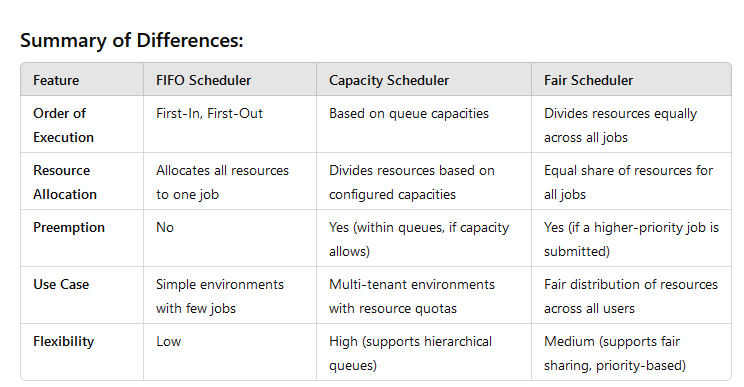 Summary of Differences:
Feature FIFO Scheduler Capacity Scheduler Fair Scheduler
Order of First-In, First-Out Based on queue capacities Divides resources equally
Execution across all jobs
Resource Allocates all resources Divides resources based on Equal share of resources for
Allocation to one job configured capacities all jobs
Preemption No Yes (within queues, if capacity Yes (if a higher-priority job is
allows) submitted)
Use Case Simple environments Multi-tenant environments Fair distribution of resources
with few jobs with resource quotas across all users
Flexibility Low High (supports hierarchical Medium (supports fair
queues) sharing, priority-based)